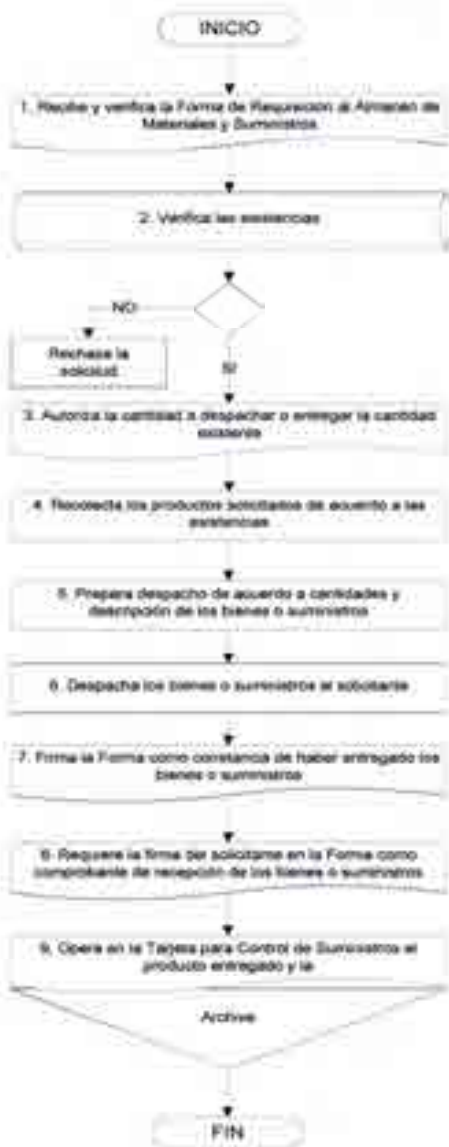 INICIO
1. Recibe y verifica la Forma de Requisición al Almacén de
Materiales y Suministros
2. Verifica las existencias
NO
Rechaza la
solicitud.
SI
3. Autoriza la cantidad a despachar o entregar la cantidad
existente
4. Recolecta los productos solicitados de acuerdo a las
existencias
5. Prepara despacho de acuerdo a cantidades y
descripción de los bienes o suministros
6. Despacha los bienes o suministros al solicitante
7. Firma la Forma como constancia de haber entregado los
bienes o suministros
8. Requiere la firma del solicitante en la Forma como
comprobante de recepción de los bienes o suministros
9. Opera en la Tarjeta para Control de Suministros el
producto entregado y la
Archiva
FIN